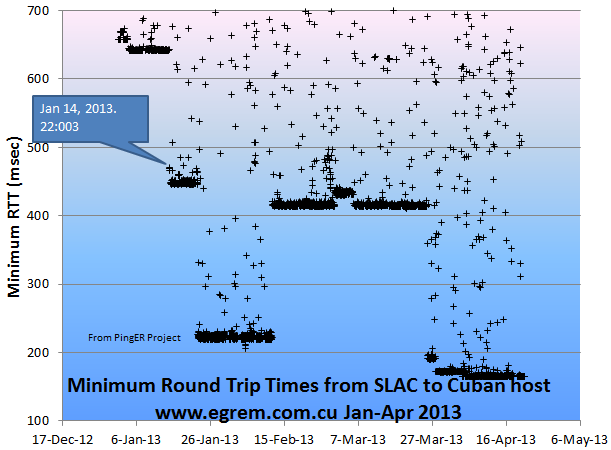 700
600
500
400
300
200
100
Minimum RTT (msec)
Jan 14, 2013.
22:003
From PingER Project
Minimum Round Trip Times from SLAC to Cuban host
www.egrem.com.cu Jan-Apr 2013
17-Dec-12 6-Jan-13 26-Jan-13 15-Feb-13 7-Mar-13 27-Mar-13 16-Apr-13 6-May-13